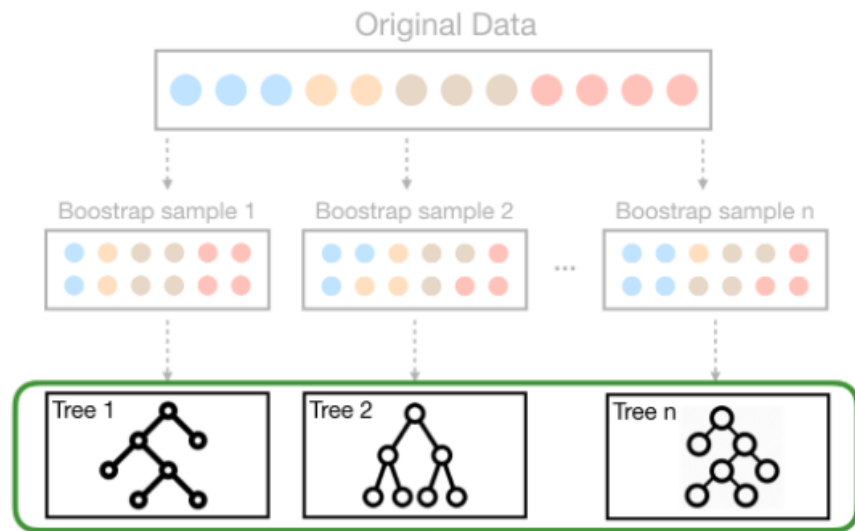 Original Data
Boostrap sample 1
Boostrap sample 2
Boostrap sample n
...
Tree 1
Tree 2
Tree n